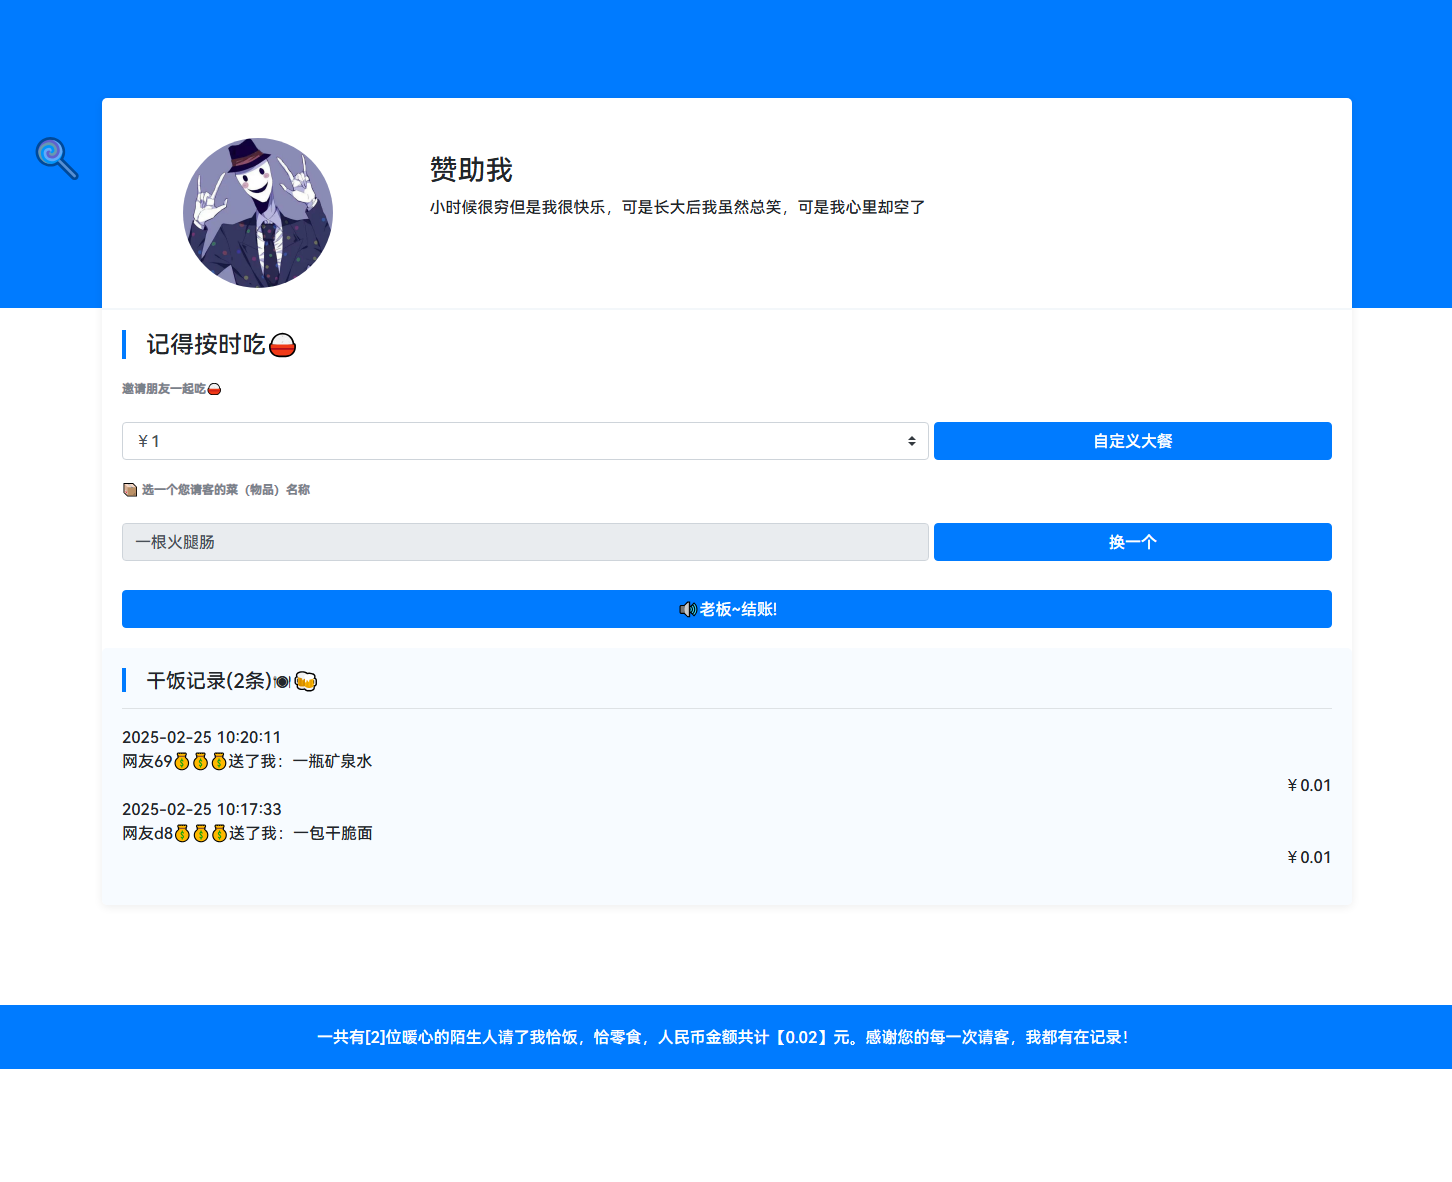 赞助我
小时候很穷但是我很快乐，可是长大后我虽然总笑，可是我心里却空了
记得按时吃🍚
邀请朋友一起吃🍚
￥1
自定义大餐
📦 选一个您请客的菜（物品）名称
一根火腿肠
换一个
🔊老板~结账!
干饭记录(2条)🍽🍻
2025-02-25 10:20:11
网友69💰💰💰送了我：一瓶矿泉水
￥0.01
2025-02-25 10:17:33
网友d8💰💰💰送了我：一包干脆面
￥0.01
一共有[2]位暖心的陌生人请了我恰饭，恰零食，人民币金额共计【0.02】元。感谢您的每一次请客，我都有在记录！